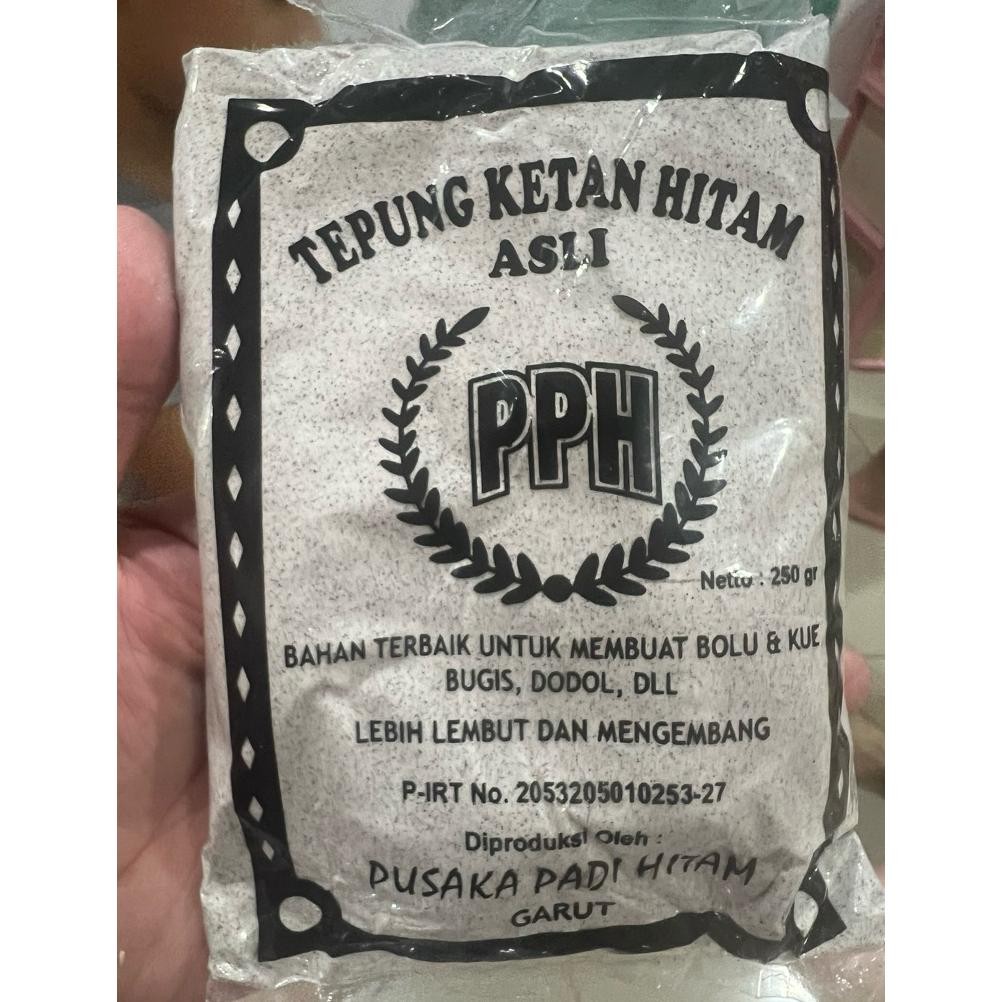 TEPUNG KETAN HITAM
ASLI
PPH
Netto : 250 gr
BAHAN TERBAIK UNTUK MEMBUAT BOLU & KUE
BUGIS, DODOL, DLL
LEBIH LEMBUT DAN MENGEMBANG
P-IRT No. 2053205010253-27
Diproduksi Oleh :
PUSAKA PADI HITAM
GARUT